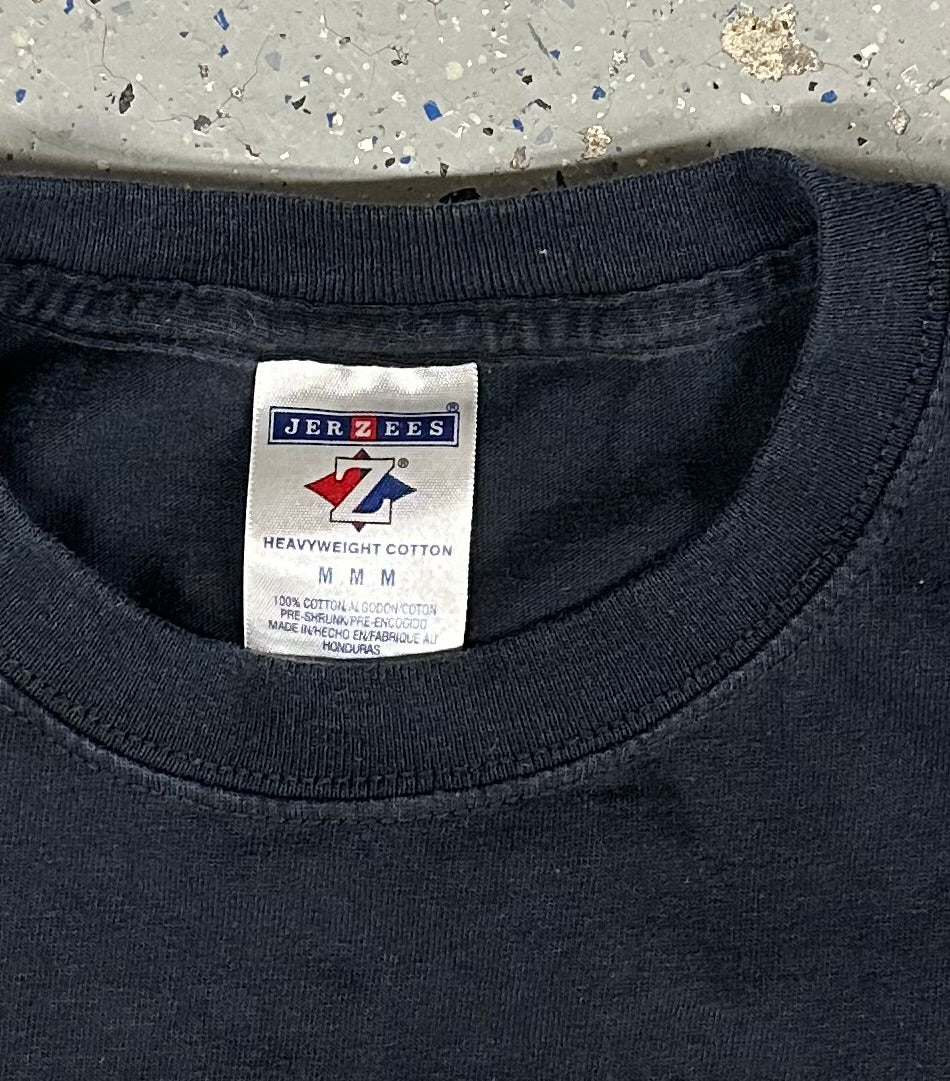 JERZEES®
Z®
HEAVYWEIGHT COTTON
M M M
100% COTTON/ALGODON/COTON
PRE-SHRUNK/PRE-ENCOGIDO
MADE IN/HECHO EN/FABRIQUE AU
HONDURAS